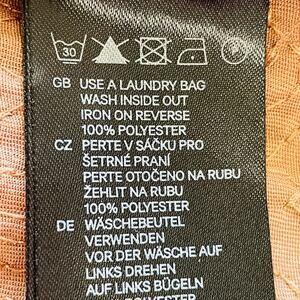 30
GB USE A LAUNDRY BAG
WASH INSIDE OUT
IRON ON REVERSE
100% POLYESTER
CZ PERTE V SÁČKU PRO
ŠETRNÉ PRANÍ
PERTE OTOČENO NA RUBU
ŽEHLIT NA RUBU
100% POLYESTER
DE WÄSCHEBEUTEL
VERWENDEN
VOR DER WÄSCHE AUF
LINKS DREHEN
AUF LINKS BÜGELN